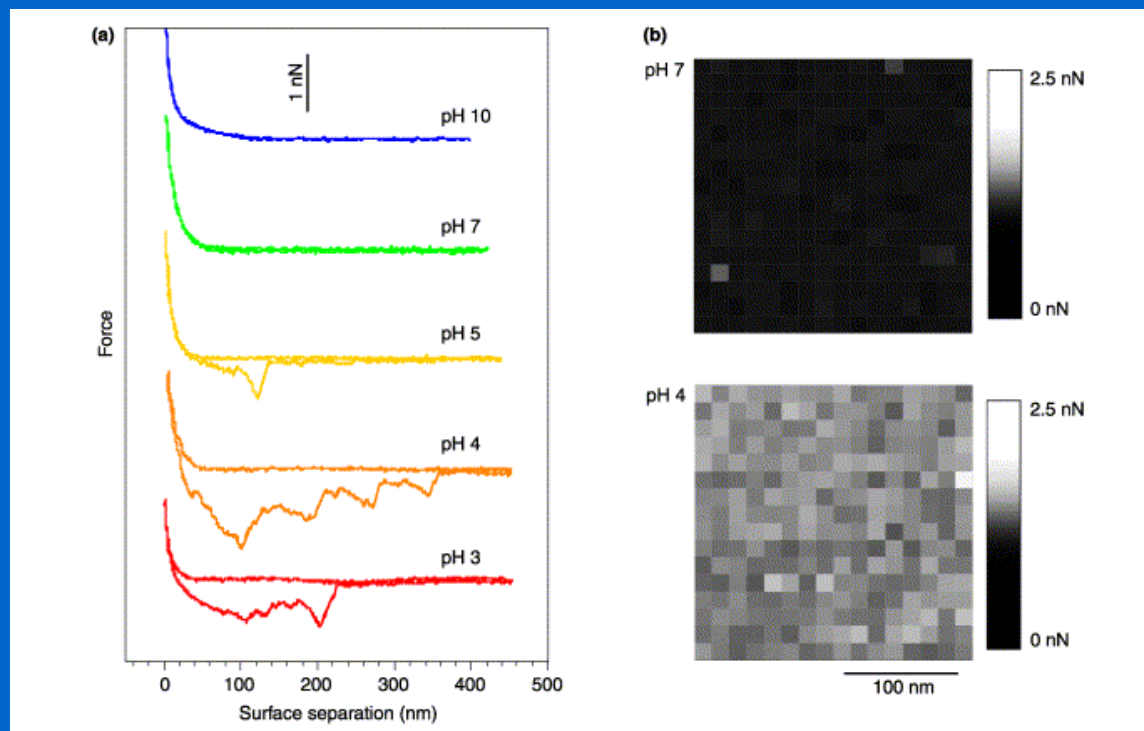 (a)
1 nN
pH 10
pH 7
pH 5
pH 4
pH 3
Force
0 100 200 300 400 500
Surface separation (nm)
(b)
pH 7
2.5 nN
0 nN
pH 4
2.5 nN
0 nN
100 nm